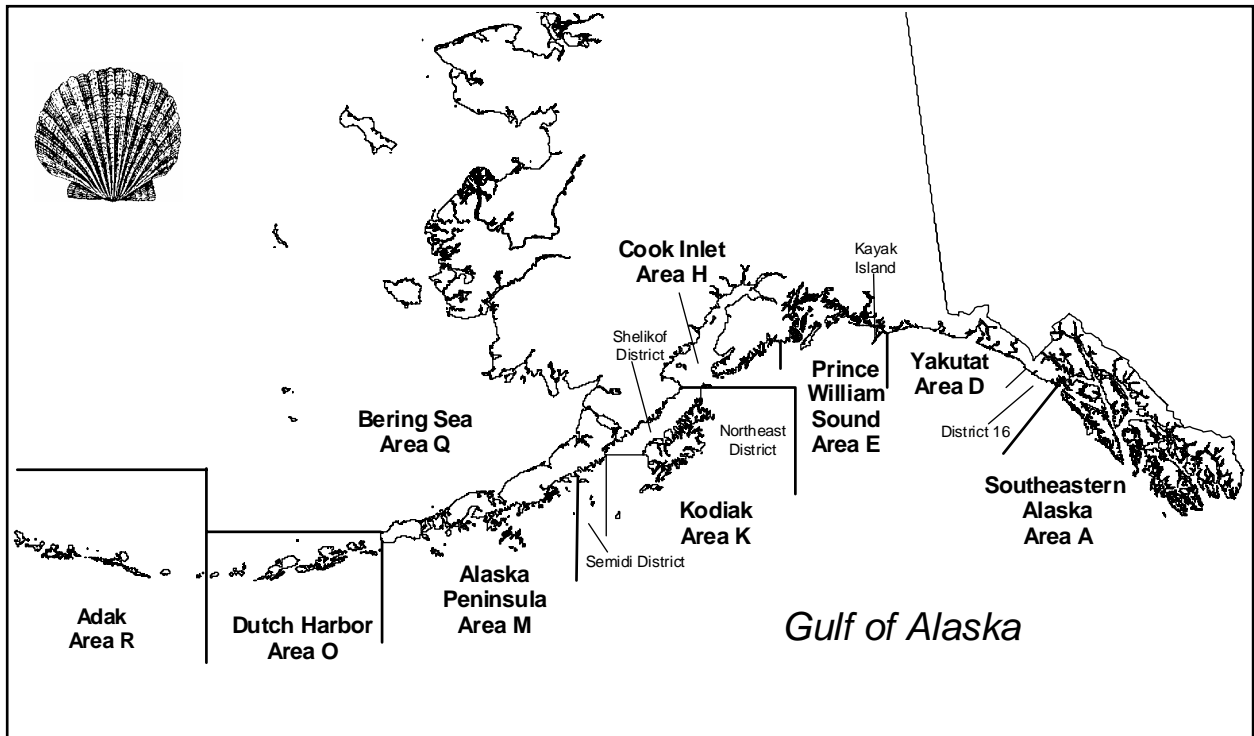 Cook Inlet
Area H
Kayak
Island
Shelikof
District
Prince
William
Sound
Area E
Yakutat
Area D
District 16
Bering Sea
Area Q
Northeast
District
Kodiak
Area K
Southeastern
Alaska
Area A
Semidi District
Alaska
Peninsula
Area M
Adak
Area R
Dutch Harbor
Area O
Gulf of Alaska